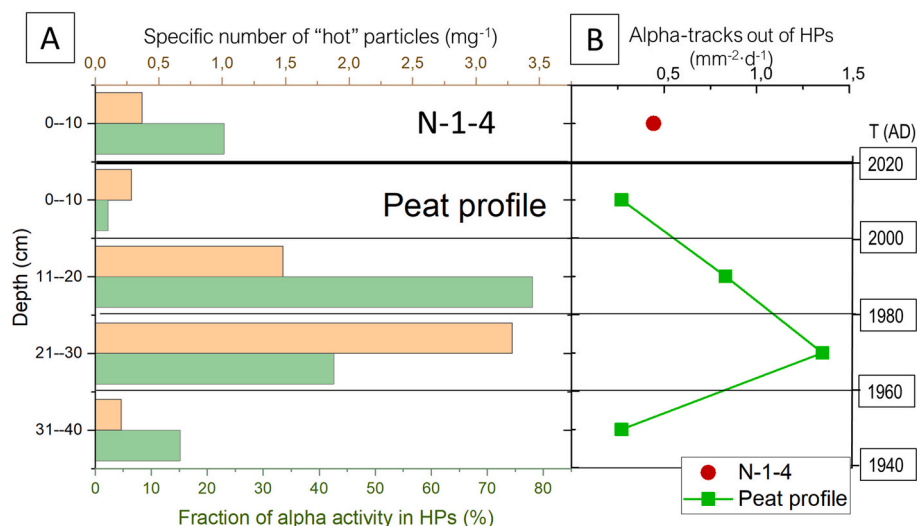 A
Specific number of “hot” particles (mg⁻¹)
0,0 0,5 1,0 1,5 1,9 2,5 3,0 3,5
B
Alpha-tracks out of HPs
(mm⁻²·d⁻¹)
0,5 1,0 1,5
0--10
N-1-4
T (AD)
2020
0--10
Peat profile
2000
Depth (cm)
11--20
1980
21--30
1960
31--40
1940
N-1-4
Peat profile
0 10 20 30 40 50 60 70 80
Fraction of alpha activity in HPs (%)